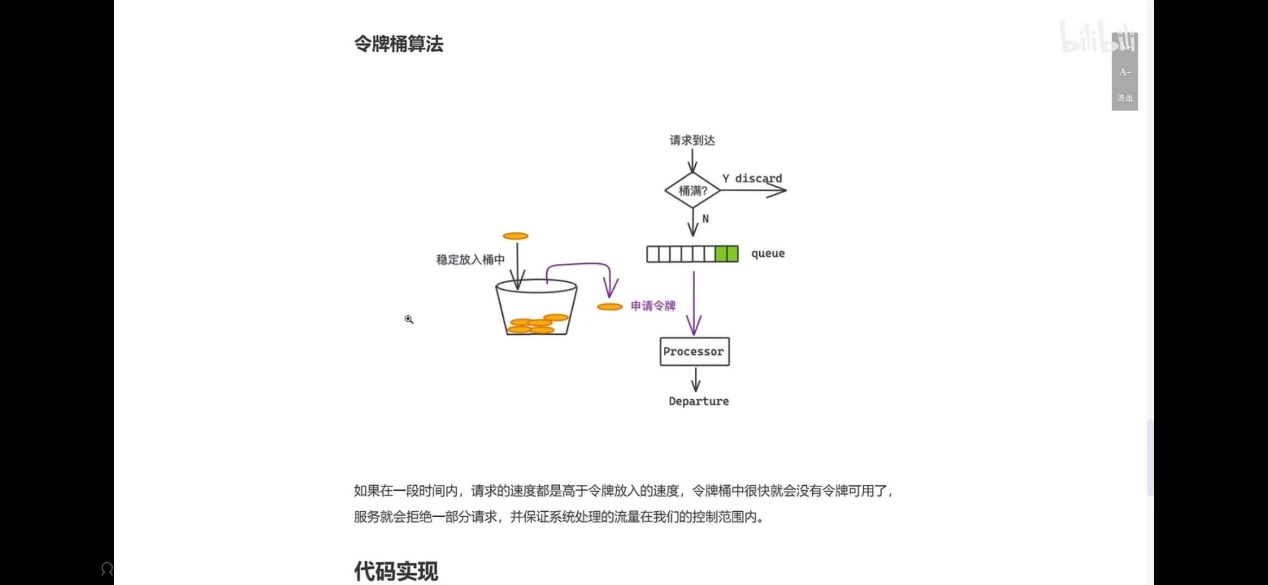 令牌桶算法
bilibili
A-
退出
请求到达
桶满?
Y discard
N
queue
稳定放入桶中
申请令牌
Processor
Departure
如果在一段时间内，请求的速度都是高于令牌放入的速度，令牌桶中很快就会没有令牌可用了，
服务就会拒绝一部分请求，并保证系统处理的流量在我们的控制范围内。
代码实现